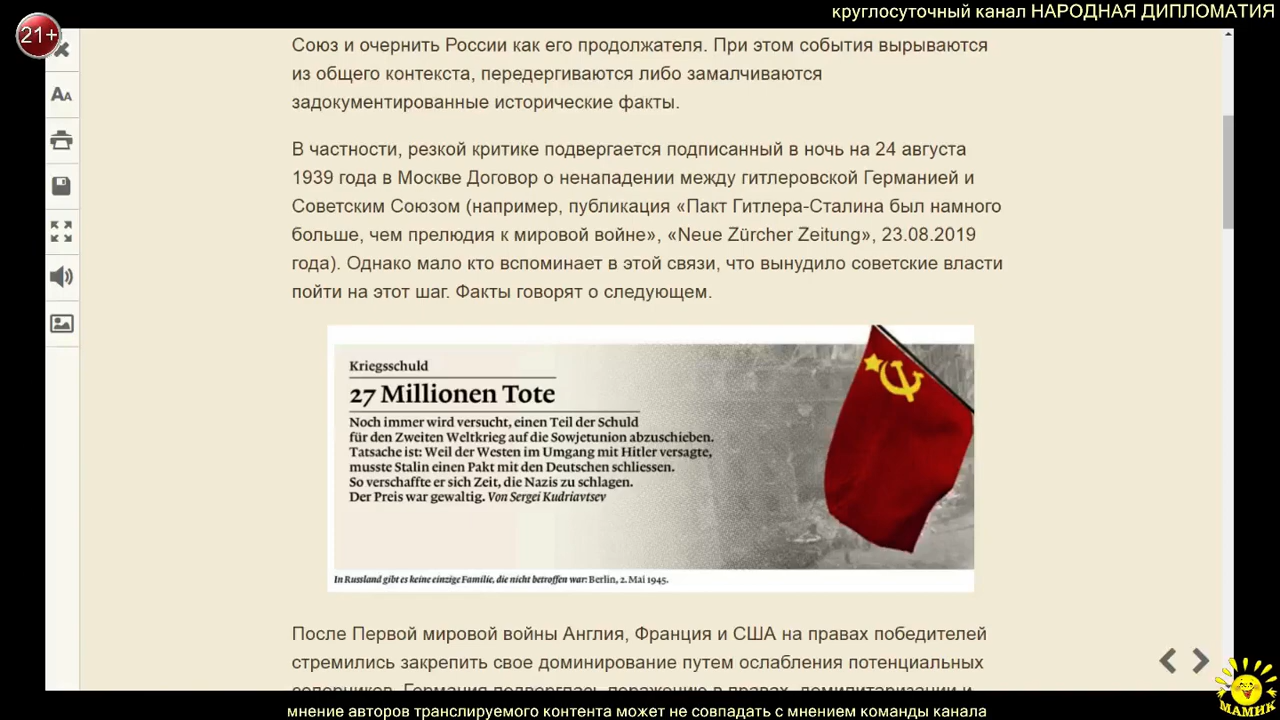 круглосуточный канал НАРОДНАЯ ДИПЛОМАТИЯ
21+
Союз и очернить России как его продолжателя. При этом события вырываются
из общего контекста, передергиваются либо замалчиваются
задокументированные исторические факты.
В частности, резкой критике подвергается подписанный в ночь на 24 августа
1939 года в Москве Договор о ненападении между гитлеровской Германией и
Советским Союзом (например, публикация «Пакт Гитлера-Сталина был намного
больше, чем прелюдия к мировой войне», «Neue Zürcher Zeitung», 23.08.2019
года). Однако мало кто вспоминает в этой связи, что вынудило советские власти
пойти на этот шаг. Факты говорят о следующем.
Kriegsschuld
27 Millionen Tote
Noch immer wird versucht, einen Teil der Schuld
für den Zweiten Weltkrieg auf die Sowjetunion abzuschieben.
Tatsache ist: Weil der Westen im Umgang mit Hitler versagte,
musste Stalin einen Pakt mit den Deutschen schliessen.
So verschaffte er sich Zeit, die Nazis zu schlagen.
Der Preis war gewaltig. Von Sergei Kudriavtsev
In Russland gibt es keine einzige Familie, die nicht betroffen war: Berlin, 2. Mai 1945.
После Первой мировой войны Англия, Франция и США на правах победителей
стремились закрепить свое доминирование путем ослабления потенциальных
соперников. Германия подверглась поражению в правах, демилитаризации и
МАМИК
мнение авторов транслируемого контента может не совпадать с мнением команды канала